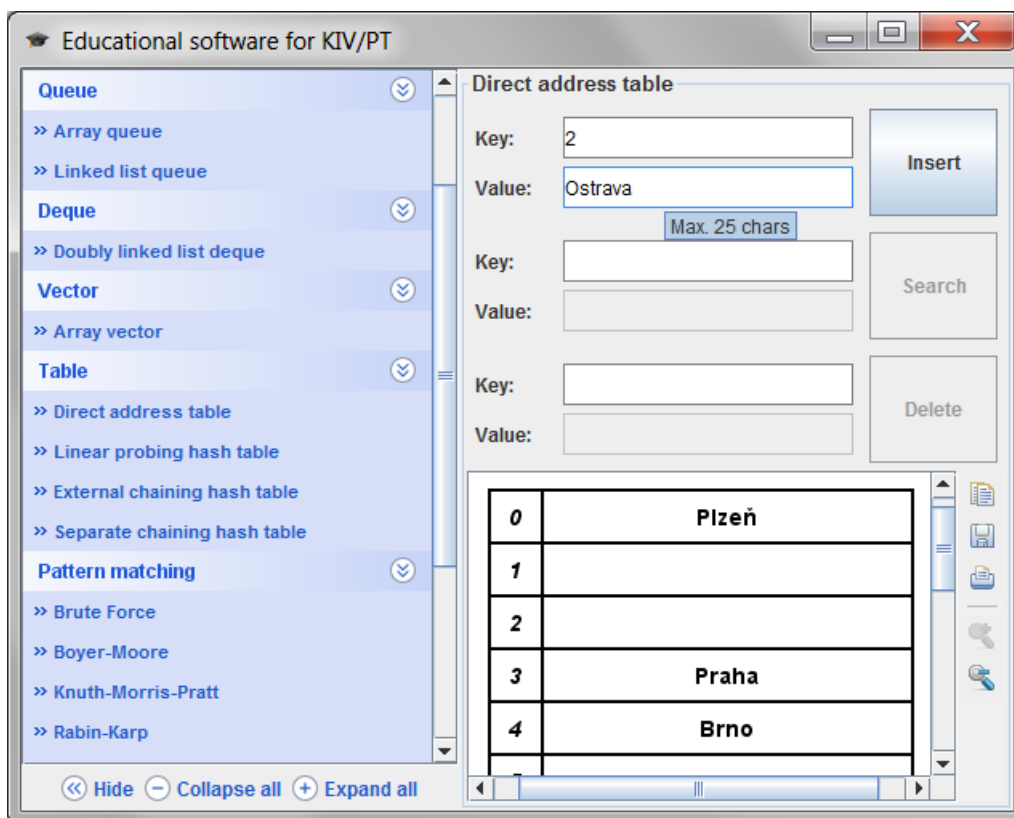 Educational software for KIV/PT
Queue
» Array queue
» Linked list queue
Deque
» Doubly linked list deque
Vector
» Array vector
Table
» Direct address table
» Linear probing hash table
» External chaining hash table
» Separate chaining hash table
Pattern matching
» Brute Force
» Boyer-Moore
» Knuth-Morris-Pratt
» Rabin-Karp
Hide Collapse all Expand all
Direct address table
Key: 2
Value: Ostrava
Insert
Max. 25 chars
Key:
Value:
Search
Key:
Value:
Delete
0 Plzeň
1
2
3 Praha
4 Brno